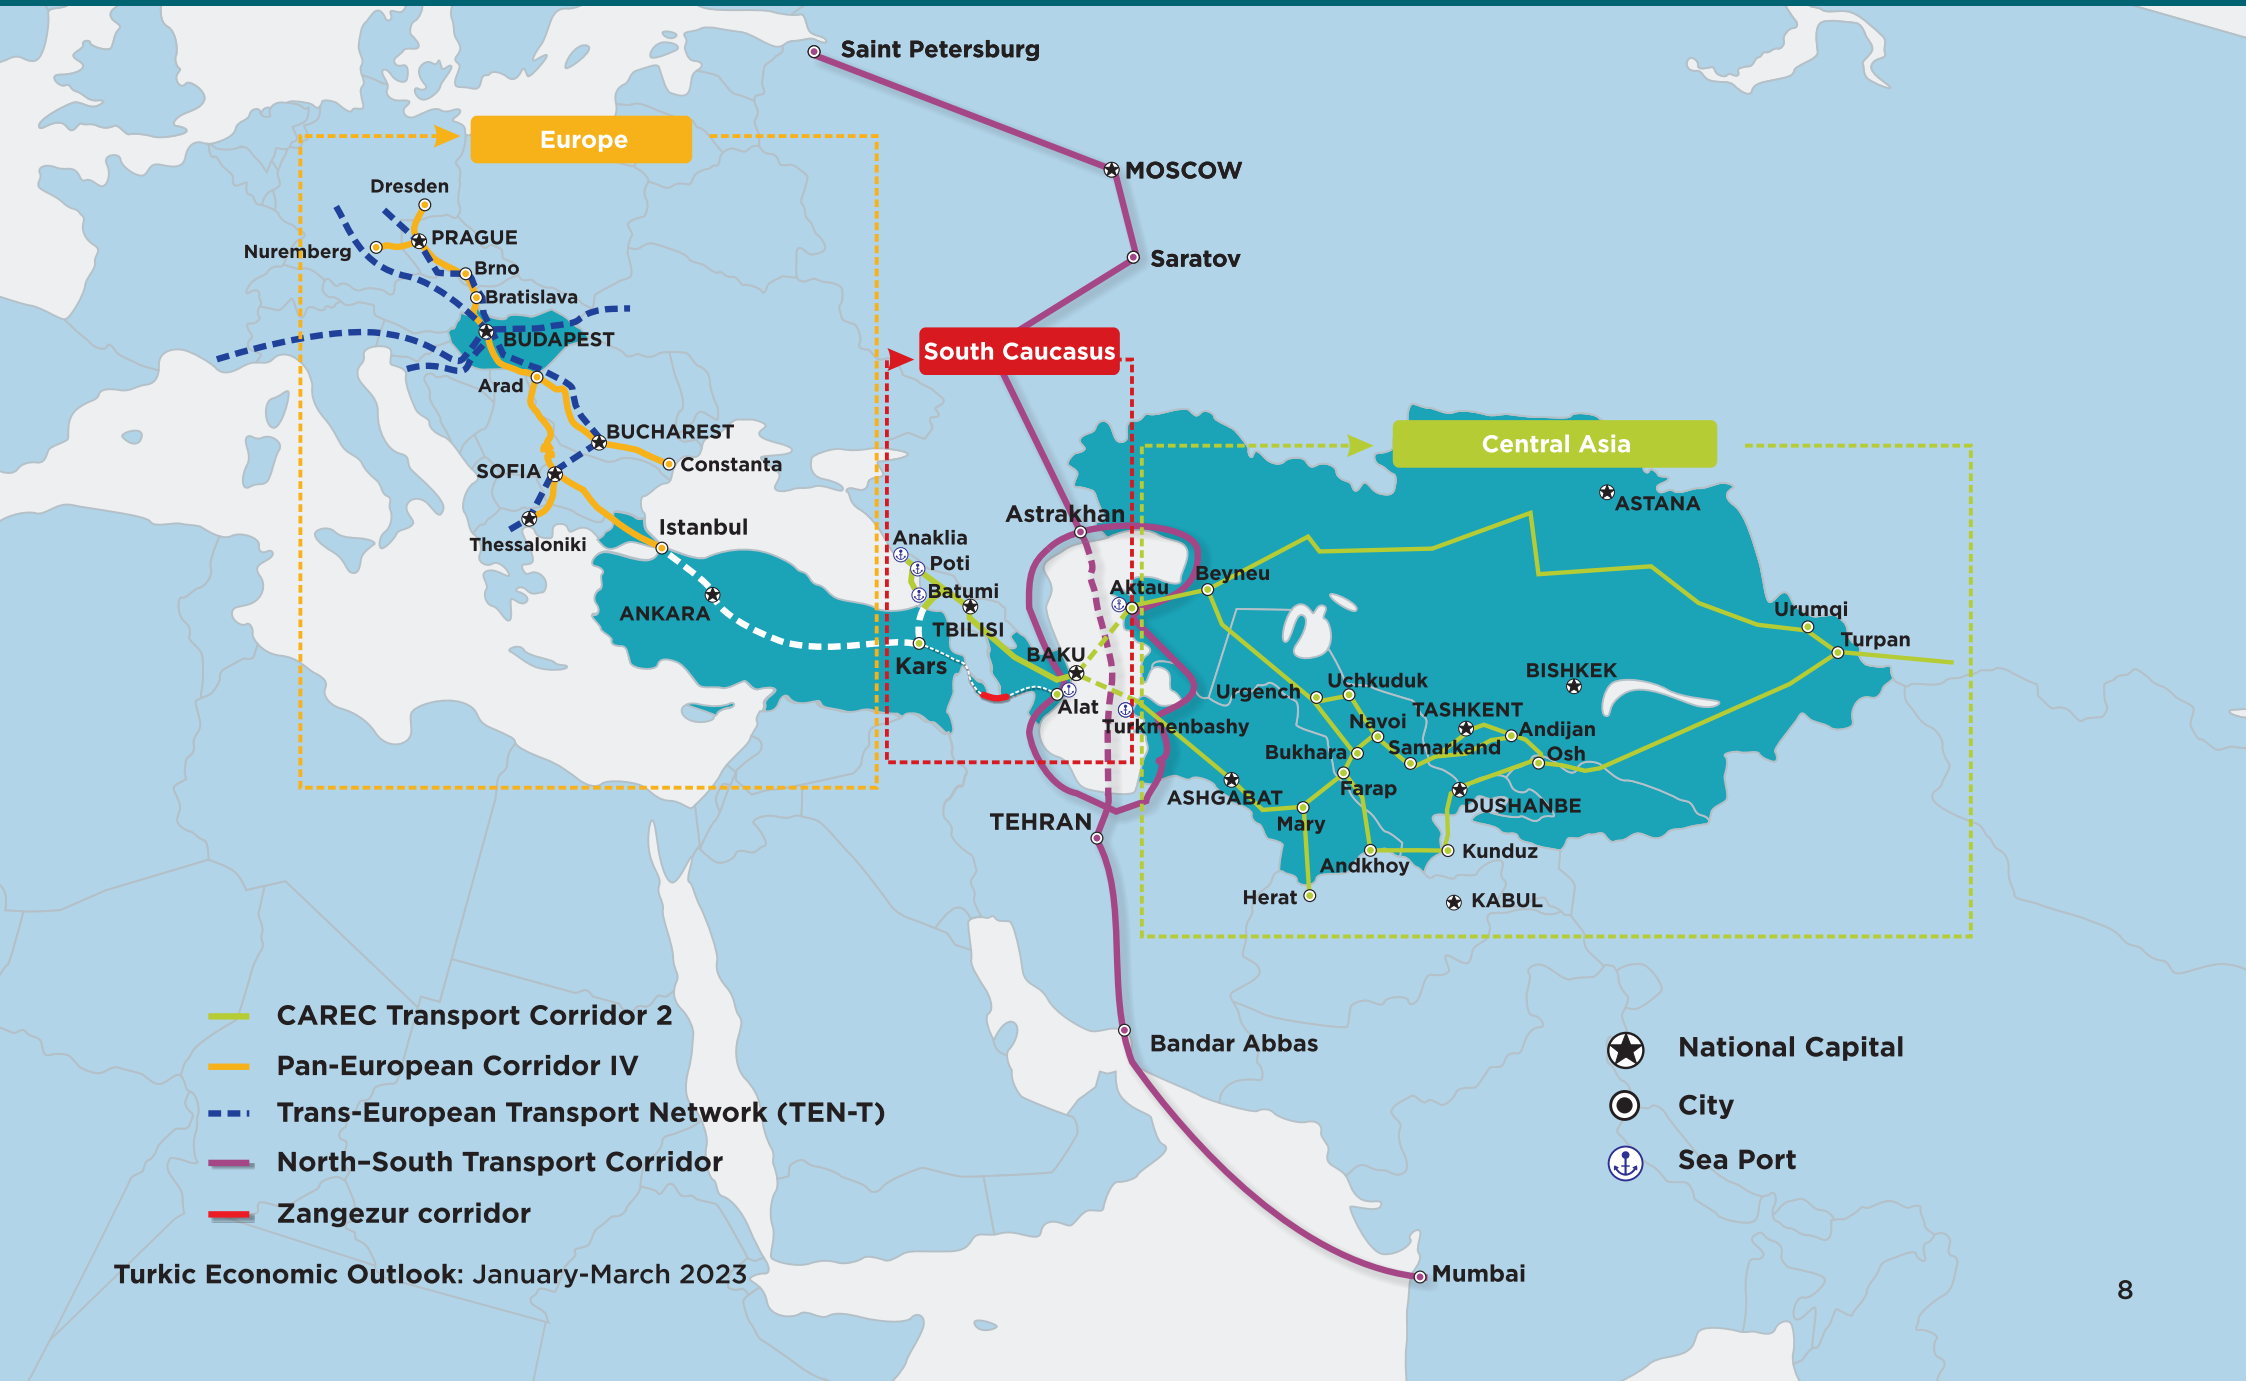 Saint Petersburg
MOSCOW
Saratov
Europe
Dresden
PRAGUE
Nuremberg
Brno
Bratislava
BUDAPEST
Arad
BUCHAREST
Constanta
SOFIA
Thessaloniki
Istanbul
ANKARA
South Caucasus
Astrakhan
Anaklia
Poti
Batumi
TBILISI
Kars
BAKU
Alat
Aktau
Turkmenbashy
TEHRAN
Central Asia
ASTANA
Beyneu
Urumqi
Turpan
BISHKEK
Uchkuduk
Urgench
TASHKENT
Navoi
Andijan
Samarkand
Bukhara
Osh
Farap
ASHGABAT
DUSHANBE
Mary
Kunduz
Andkhoy
Herat
KABUL
Bandar Abbas
Mumbai
CAREC Transport Corridor 2
Pan-European Corridor IV
Trans-European Transport Network (TEN-T)
North–South Transport Corridor
Zangezur corridor
National Capital
City
Sea Port
Turkic Economic Outlook: January-March 2023
8